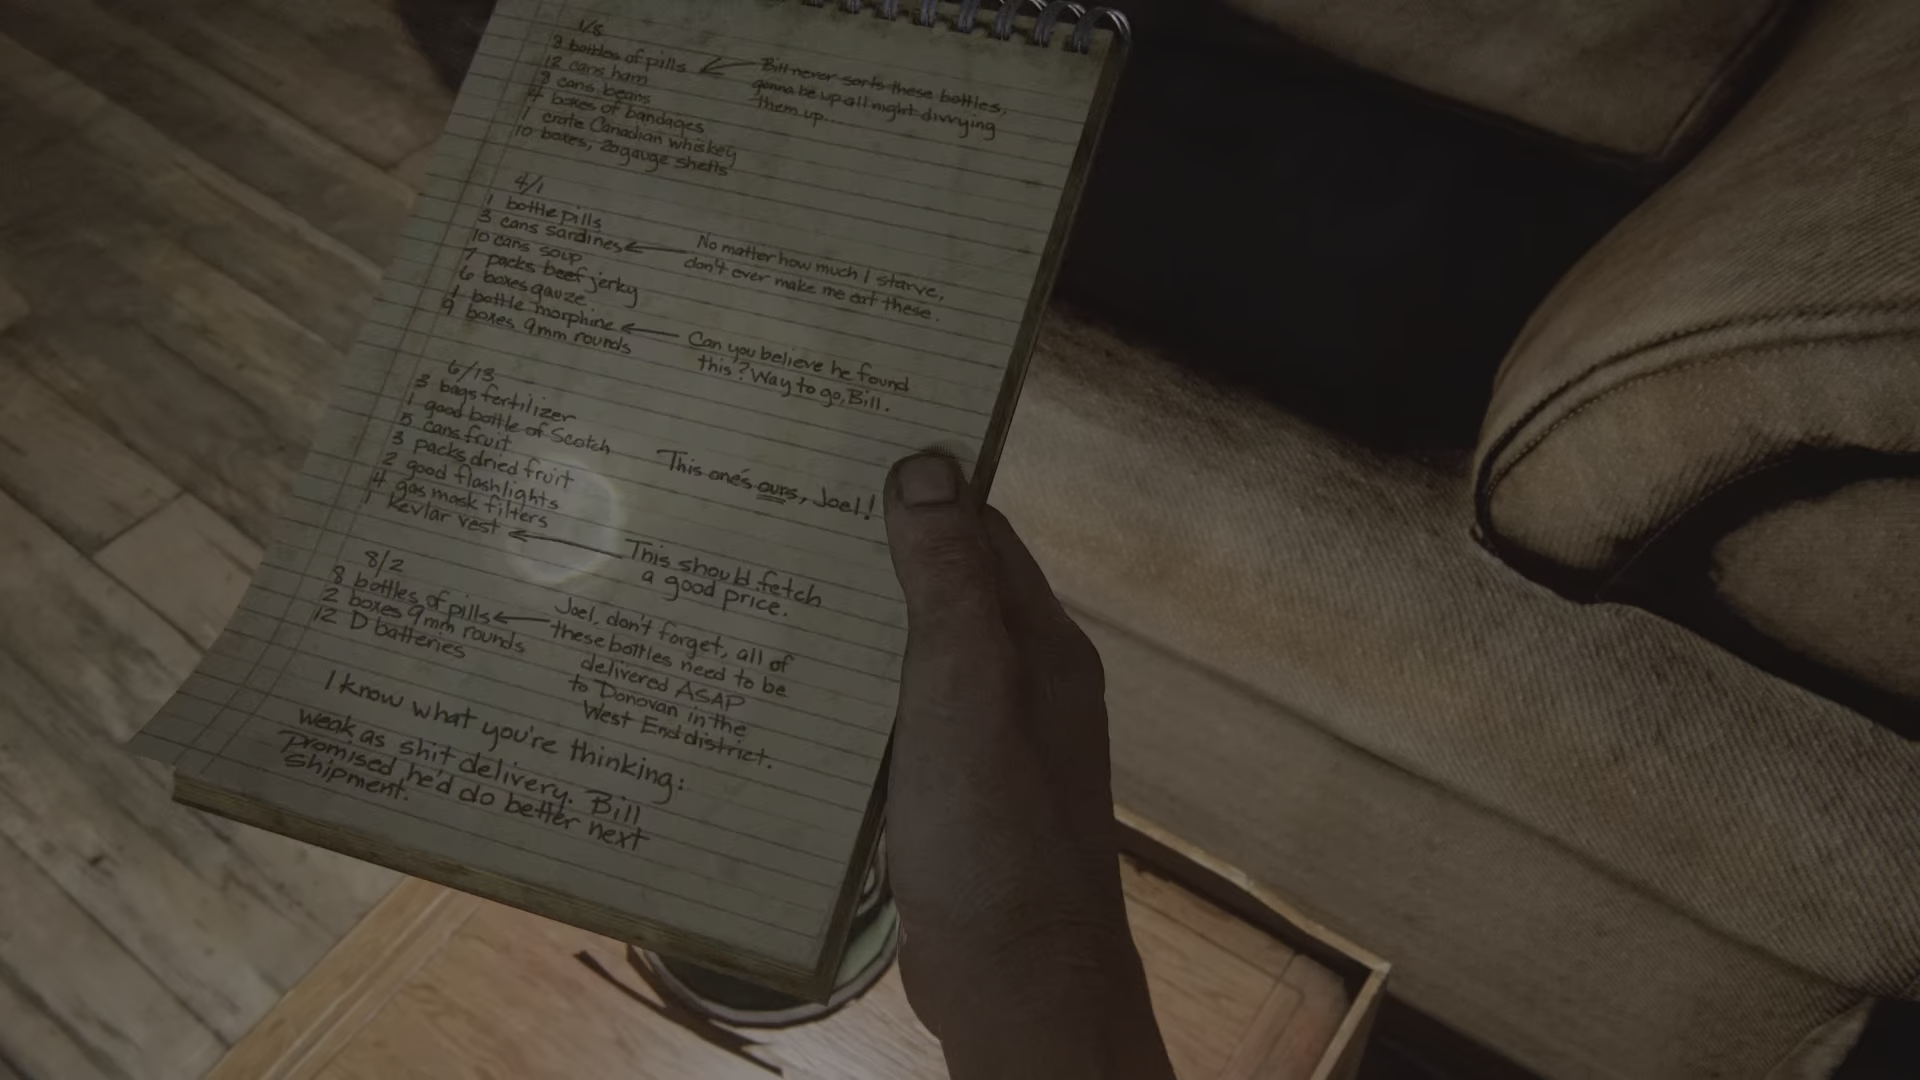 1/8
8 bottles of pills
12 cans ham
8 cans beans
4 boxes of bandages
1 crate Canadian whiskey
10 boxes, 20 gauge shells
Bill never sorts these bottles,
gonna be up all night divvying
them up...
4/1
1 bottle pills
3 cans sardines
10 cans soup
7 packs beef jerky
6 boxes gauze
1 bottle morphine
9 boxes 9mm rounds
No matter how much I starve,
don't ever make me eat these.
Can you believe he found
this? Way to go, Bill.
6/13
3 bags fertilizer
1 good bottle of Scotch
5 cans fruit
3 packs dried fruit
2 good flashlights
4 gas mask filters
1 Kevlar vest
This one's ours, Joel!
This should fetch
a good price.
8/2
8 bottles of pills
2 boxes 9mm rounds
12 D batteries
Joel, don't forget, all of
these bottles need to be
delivered ASAP
to Donovan in the
West End district.
I know what you're thinking:
weak as shit delivery. Bill
promised he'd do better next
shipment.